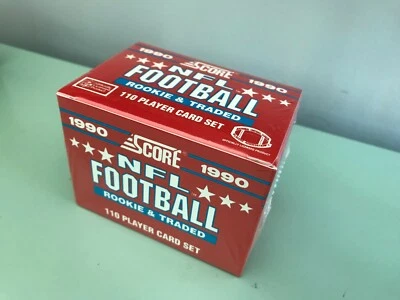 1990
SCORE
1990
NFL
FOOTBALL
ROOKIE & TRADED
110 PLAYER CARD SET
1990
SCORE
1990
NFL
FOOTBALL
ROOKIE & TRADED
110 PLAYER CARD SET